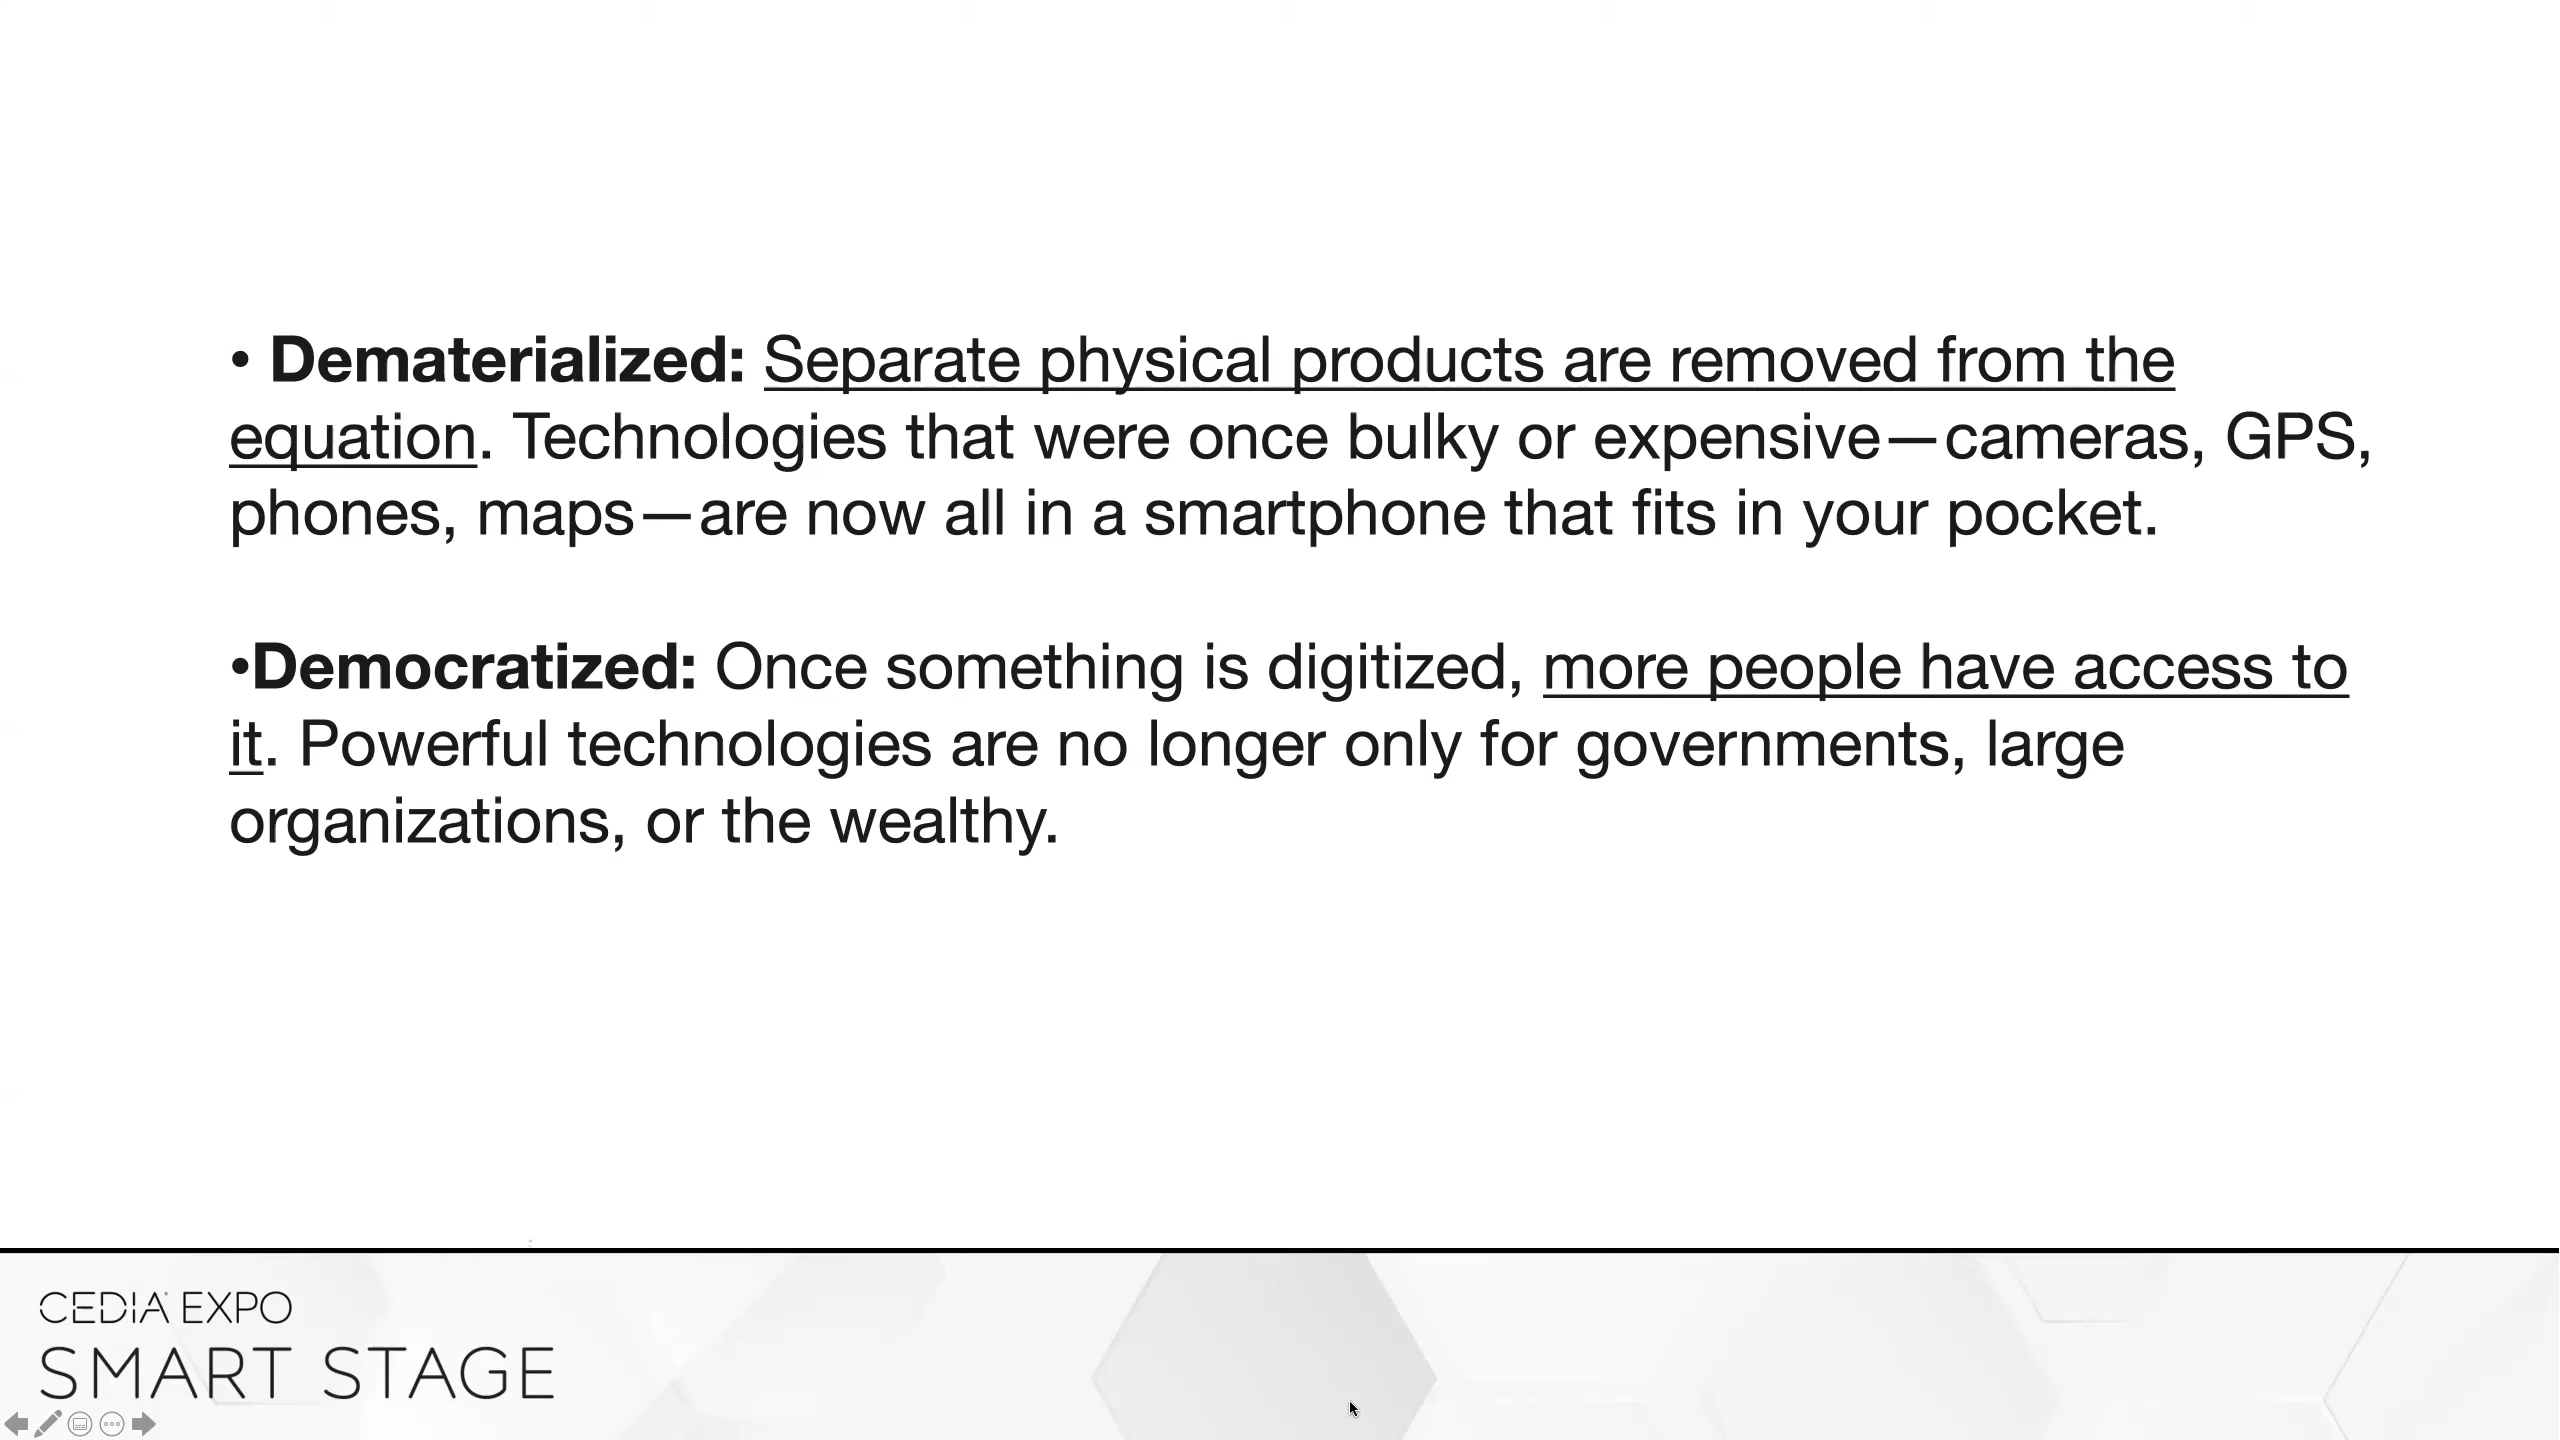 • Dematerialized: Separate physical products are removed from the
equation. Technologies that were once bulky or expensive—cameras, GPS,
phones, maps—are now all in a smartphone that fits in your pocket.
•Democratized: Once something is digitized, more people have access to
it. Powerful technologies are no longer only for governments, large
organizations, or the wealthy.
CEDIA EXPO
SMART STAGE